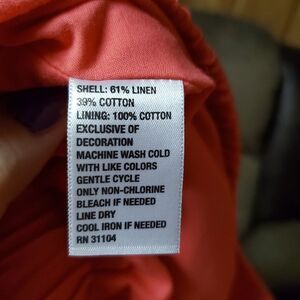 SHELL: 61% LINEN
39% COTTON
LINING: 100% COTTON
EXCLUSIVE OF
DECORATION
MACHINE WASH COLD
WITH LIKE COLORS
GENTLE CYCLE
ONLY NON-CHLORINE
BLEACH IF NEEDED
LINE DRY
COOL IRON IF NEEDED
RN 31104